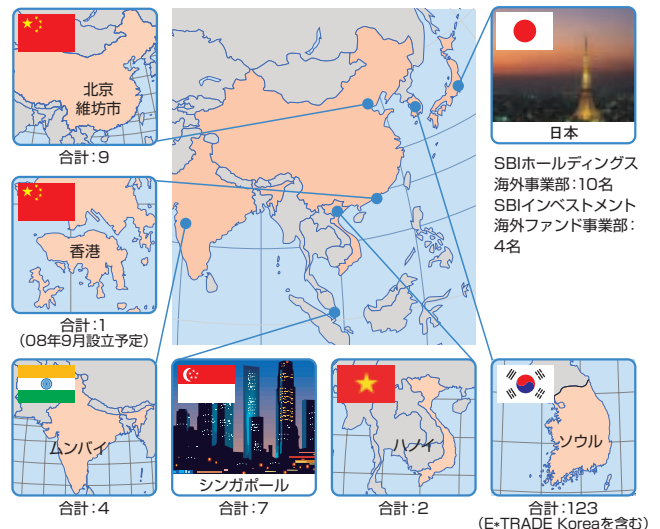 北京
維坊市
合計：9
日本
SBIホールディングス
海外事業部：10名
SBIインベストメント
海外ファンド事業部：
4名
香港
合計：1
（08年9月設立予定）
ムンバイ
合計：4
シンガポール
合計：7
ハノイ
合計：2
ソウル
合計：123
（E*TRADE Koreaを含む）